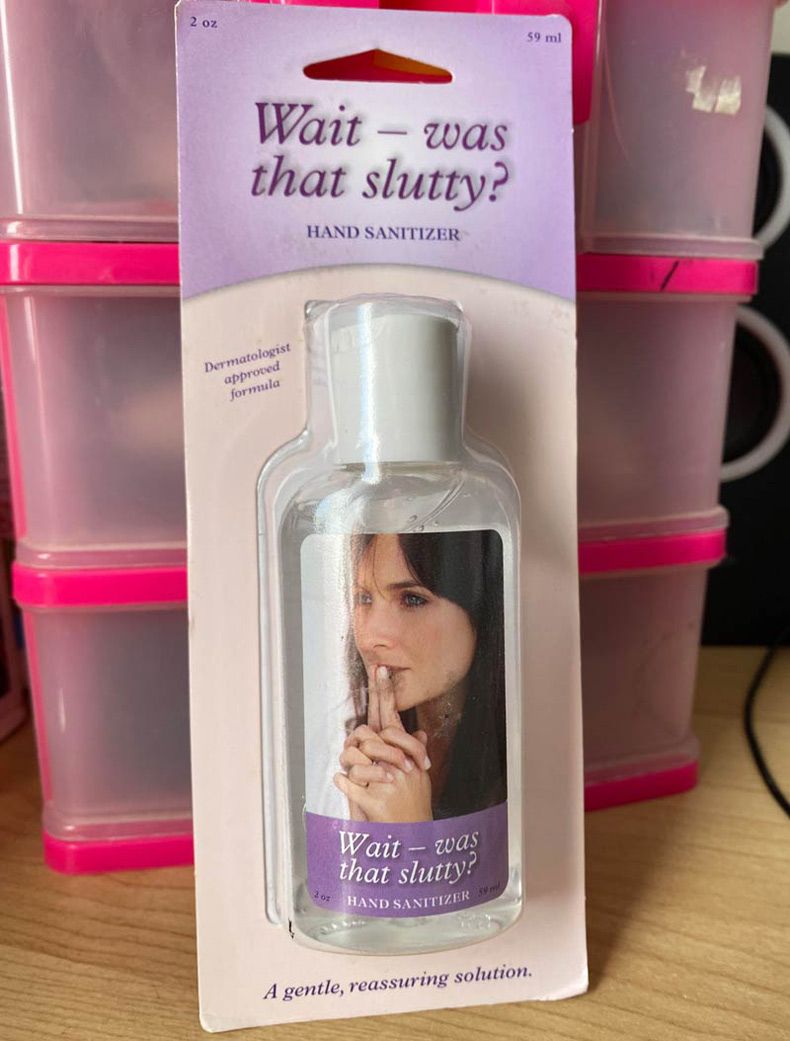 2 oz
59 ml
Wait – was
that slutty?
HAND SANITIZER
Dermatologist
approved
formula
Wait – was
that slutty?
2 oz HAND SANITIZER 59 ml
A gentle, reassuring solution.